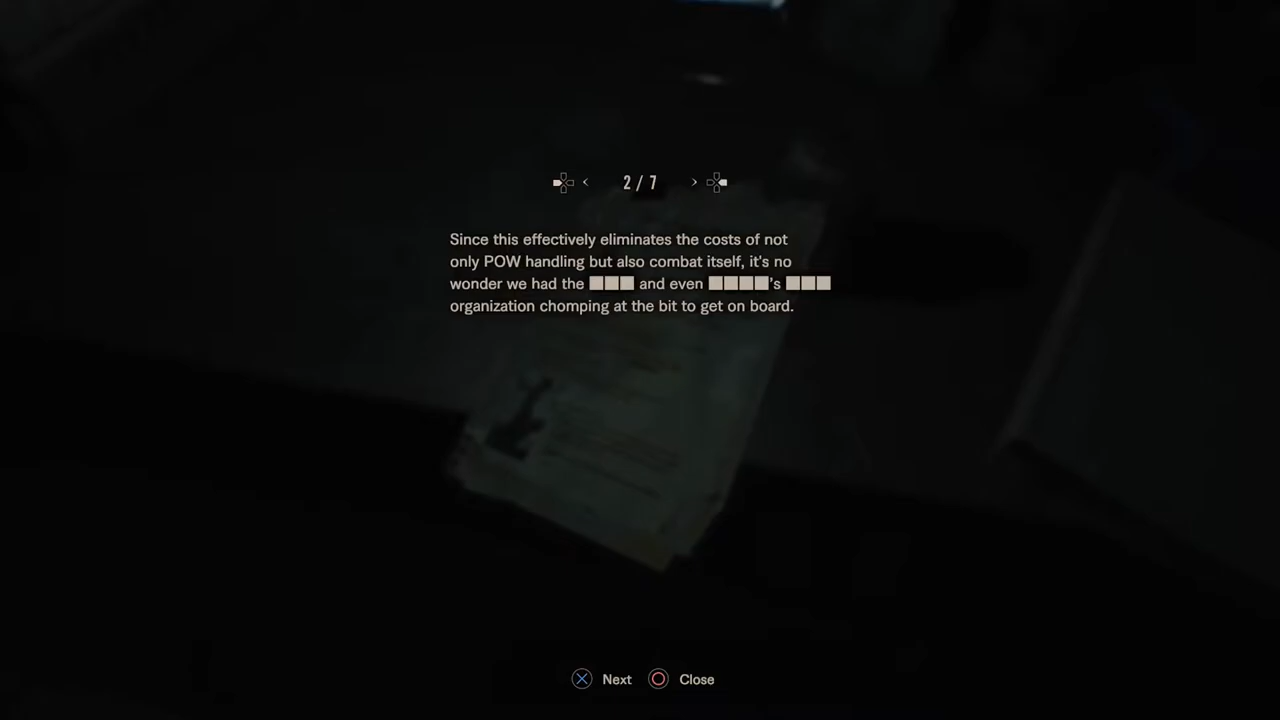 2 / 7
Since this effectively eliminates the costs of not
only POW handling but also combat itself, it's no
wonder we had the ■■■ and even ■■■■'s ■■■
organization chomping at the bit to get on board.
Next Close